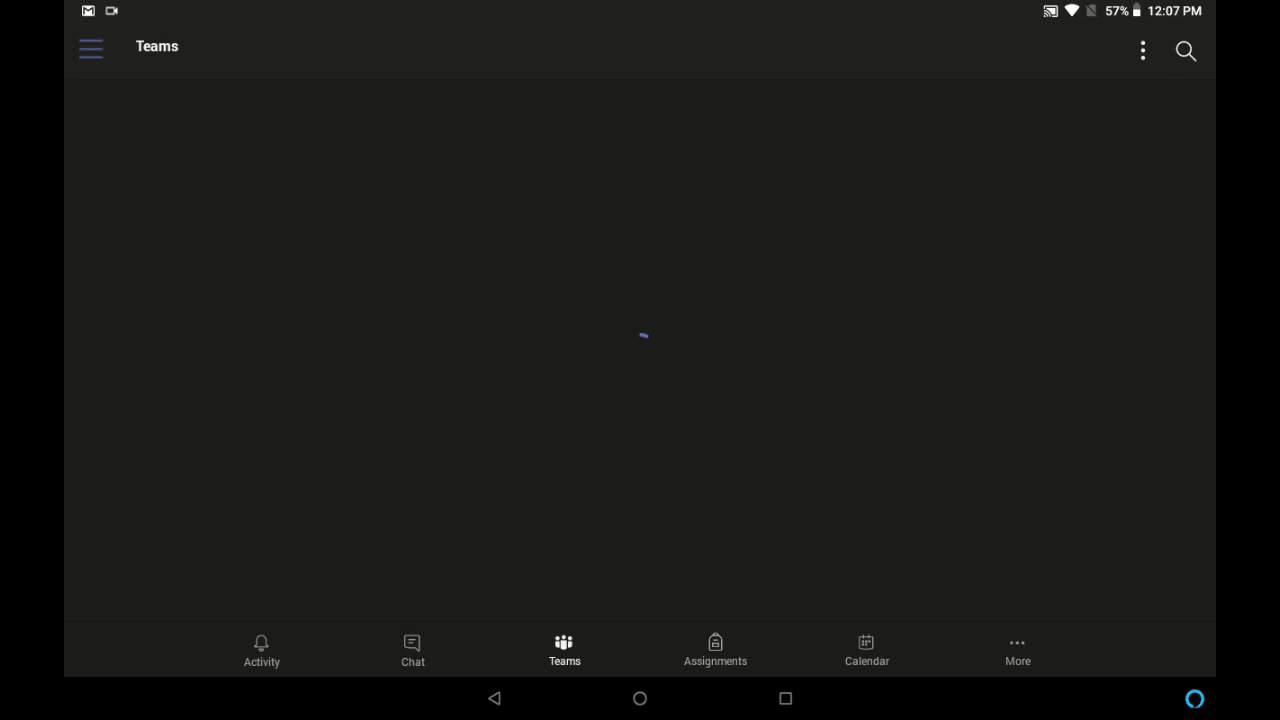 57% 12:07 PM
Teams
Activity
Chat
Teams
Assignments
Calendar
More